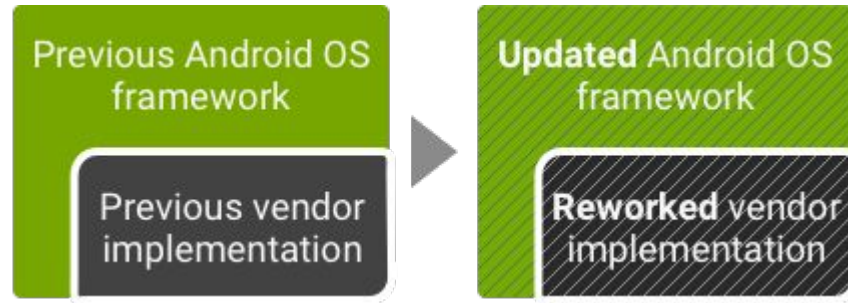 Previous Android OS
framework
Previous vendor
implementation
Updated Android OS
framework
Reworked vendor
implementation